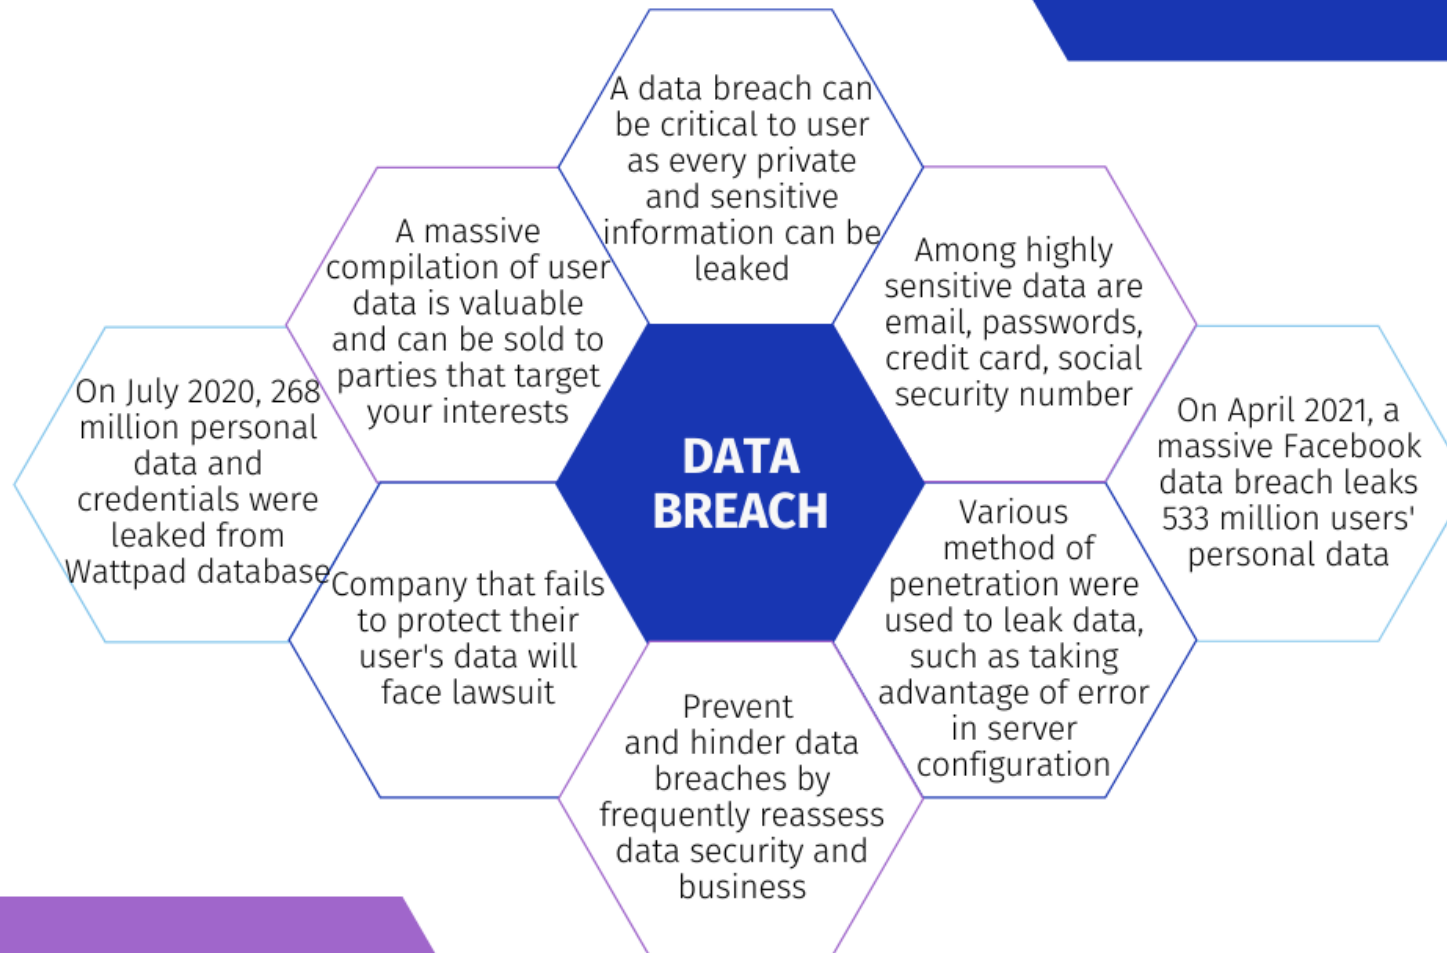 A data breach can
be critical to user
as every private
and sensitive
information can be
leaked
A massive
compilation of user
data is valuable
and can be sold to
parties that target
your interests
Among highly
sensitive data are
email, passwords,
credit card, social
security number
On July 2020, 268
million personal
data and
credentials were
leaked from
Wattpad database
DATA
BREACH
On April 2021, a
massive Facebook
data breach leaks
533 million users'
personal data
Company that fails
to protect their
user's data will
face lawsuit
Various
method of
penetration were
used to leak data,
such as taking
advantage of error
in server
configuration
Prevent
and hinder data
breaches by
frequently reassess
data security and
business